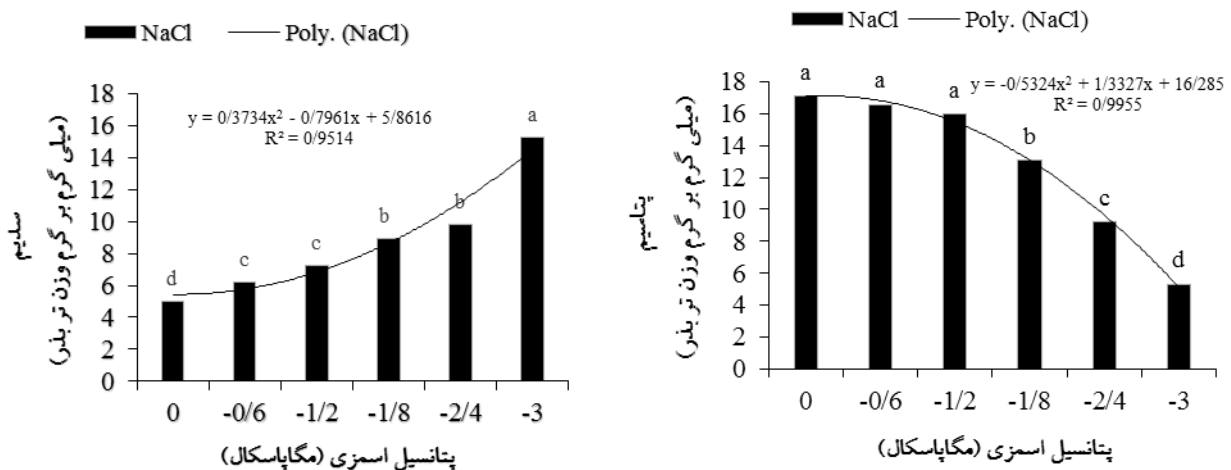 NaCl Poly. (NaCl)
y = 0/3734x² - 0/7961x + 5/8616
R² = 0/9514
سدیم
(میلی گرم بر گرم وزن تر بذر)
18
16
14
12
10
8
6
4
2
0
d
c
c
b
b
a
0 -0/6 -1/2 -1/8 -2/4 -3
پتانسیل اسمزی (مگاپاسکال)
NaCl Poly. (NaCl)
y = -0/5324x² + 1/3327x + 16/285
R² = 0/9955
پتاسیم
(میلی گرم بر گرم وزن تر بذر)
18
16
14
12
10
8
6
4
2
0
a
a
a
b
c
d
0 -0/6 -1/2 -1/8 -2/4 -3
پتانسیل اسمزی (مگاپاسکال)